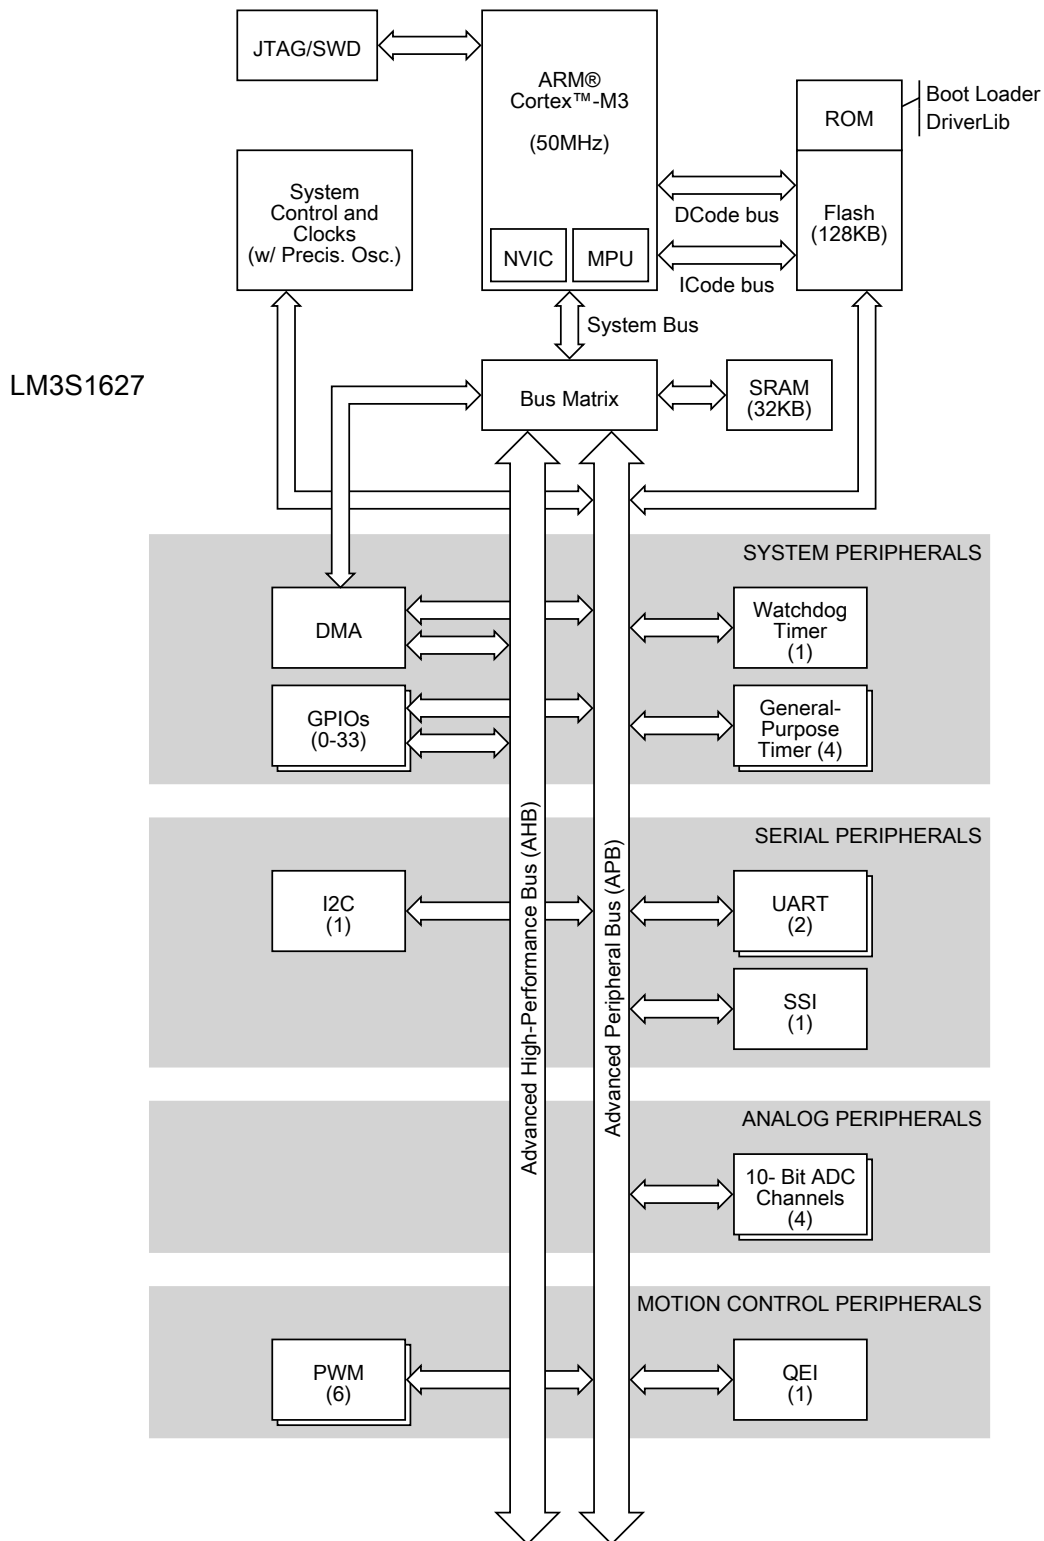 JTAG/SWD
ARM®
Cortex™-M3
(50MHz)
NVIC
MPU
ROM
Boot Loader
DriverLib
Flash
(128KB)
DCode bus
ICode bus
System
Control and
Clocks
(w/ Precis. Osc.)
System Bus
LM3S1627
Bus Matrix
SRAM
(32KB)
SYSTEM PERIPHERALS
DMA
Watchdog
Timer
(1)
GPIOs
(0-33)
General-
Purpose
Timer (4)
Advanced High-Performance Bus (AHB)
Advanced Peripheral Bus (APB)
SERIAL PERIPHERALS
I2C
(1)
UART
(2)
SSI
(1)
ANALOG PERIPHERALS
10- Bit ADC
Channels
(4)
MOTION CONTROL PERIPHERALS
PWM
(6)
QEI
(1)